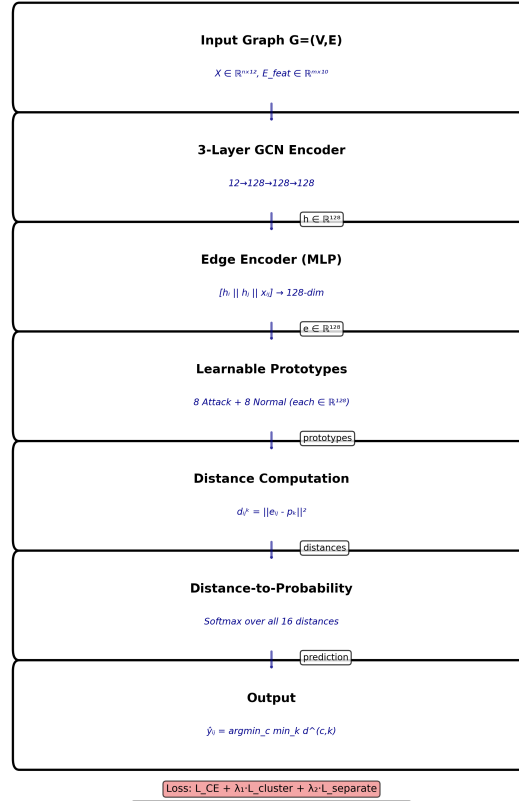 Input Graph G=(V,E)
X ∈ ℝⁿˣ¹², E_feat ∈ ℝᵐˣ¹⁰
3-Layer GCN Encoder
12→128→128→128
h ∈ ℝ¹²⁸
Edge Encoder (MLP)
[hᵢ || hⱼ || xᵢⱼ] → 128-dim
e ∈ ℝ¹²⁸
Learnable Prototypes
8 Attack + 8 Normal (each ∈ ℝ¹²⁸)
prototypes
Distance Computation
dᵢⱼᵏ = ||eᵢⱼ - pₖ||²
distances
Distance-to-Probability
Softmax over all 16 distances
prediction
Output
ŷᵢⱼ = argmin_c min_k d^(c,k)
Loss: L_CE + λ₁·L_cluster + λ₂·L_separate